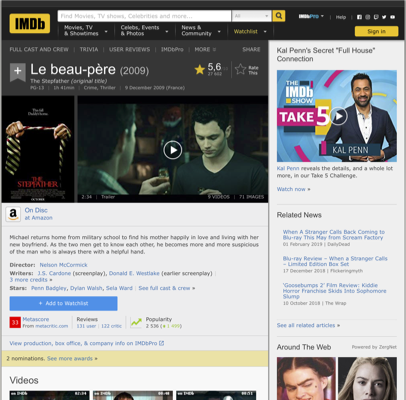 IMDb
Find Movies, TV shows, Celebrities and more...
All
IMDbPro
Help
Movies, TV & Showtimes
Celebs, Events & Photos
News & Community
Watchlist
Sign in
FULL CAST AND CREW | TRIVIA | USER REVIEWS | IMDbPro | MORE
SHARE
Le beau-père (2009)
The Stepfather (original title)
PG-13 | 1h 41min | Crime, Thriller | 9 December 2009 (France)
5,6
Rate This
THE STEPFATHER
2:34 | Trailer
9 VIDEOS | 71 IMAGES
On Disc
at Amazon
Michael returns home from military school to find his mother happily in love and living with her
new boyfriend. As the two men get to know each other, he becomes more and more suspicious
of the man who is always there with a helpful hand.
Director: Nelson McCormick
Writers: J.S. Cardone (screenplay), Donald E. Westlake (earlier screenplay) |
3 more credits »
Stars: Penn Badgley, Dylan Walsh, Sela Ward | See full cast & crew »
+ Add to Watchlist
33
Metascore
From metacritic.com
Reviews
131 user | 122 critic
Popularity
2 536
View production, box office, & company info on IMDbPro
2 nominations. See more awards »
Videos
Kal Penn's Secret "Full House"
Connection
THE IMDb SHOW
TAKE 5
KAL PENN
Kal Penn reveals the details, and a whole lot
more, in our Take 5 Challenge.
Watch now »
Related News
When A Stranger Calls Back Coming to
Blu-ray This May from Scream Factory
01 February 2019 | DailyDead
Blu-ray Review - When a Stranger Calls
– Limited Edition Box Set
17 December 2018 | Flickeringmyth
'Goosebumps 2' Film Review: Kiddie
Horror Franchise Skids Into Sophomore
Slump
10 October 2018 | The Wrap
See all related articles »
Around The Web
Powered by ZergNet